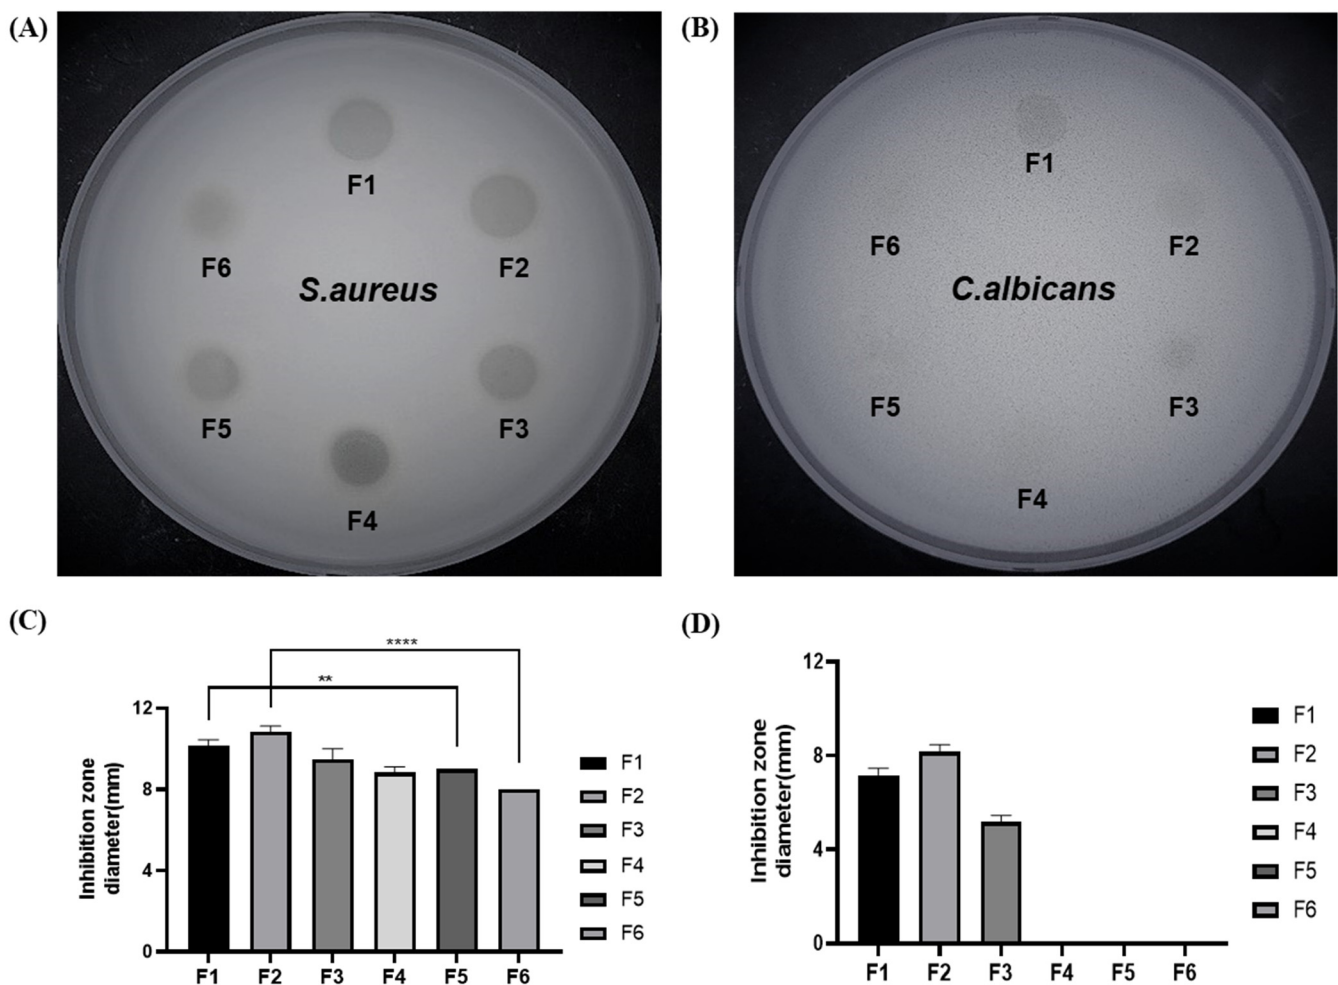 (A)
F1
F6
F2
S.aureus
F5
F3
F4
(B)
F1
F6
F2
C.albicans
F5
F3
F4
(C)
****
**
12
8
4
0
Inhibition zone
diameter(mm)
F1 F2 F3 F4 F5 F6
F1
F2
F3
F4
F5
F6
(D)
12
8
4
0
Inhibition zone
diameter(mm)
F1 F2 F3 F4 F5 F6
F1
F2
F3
F4
F5
F6